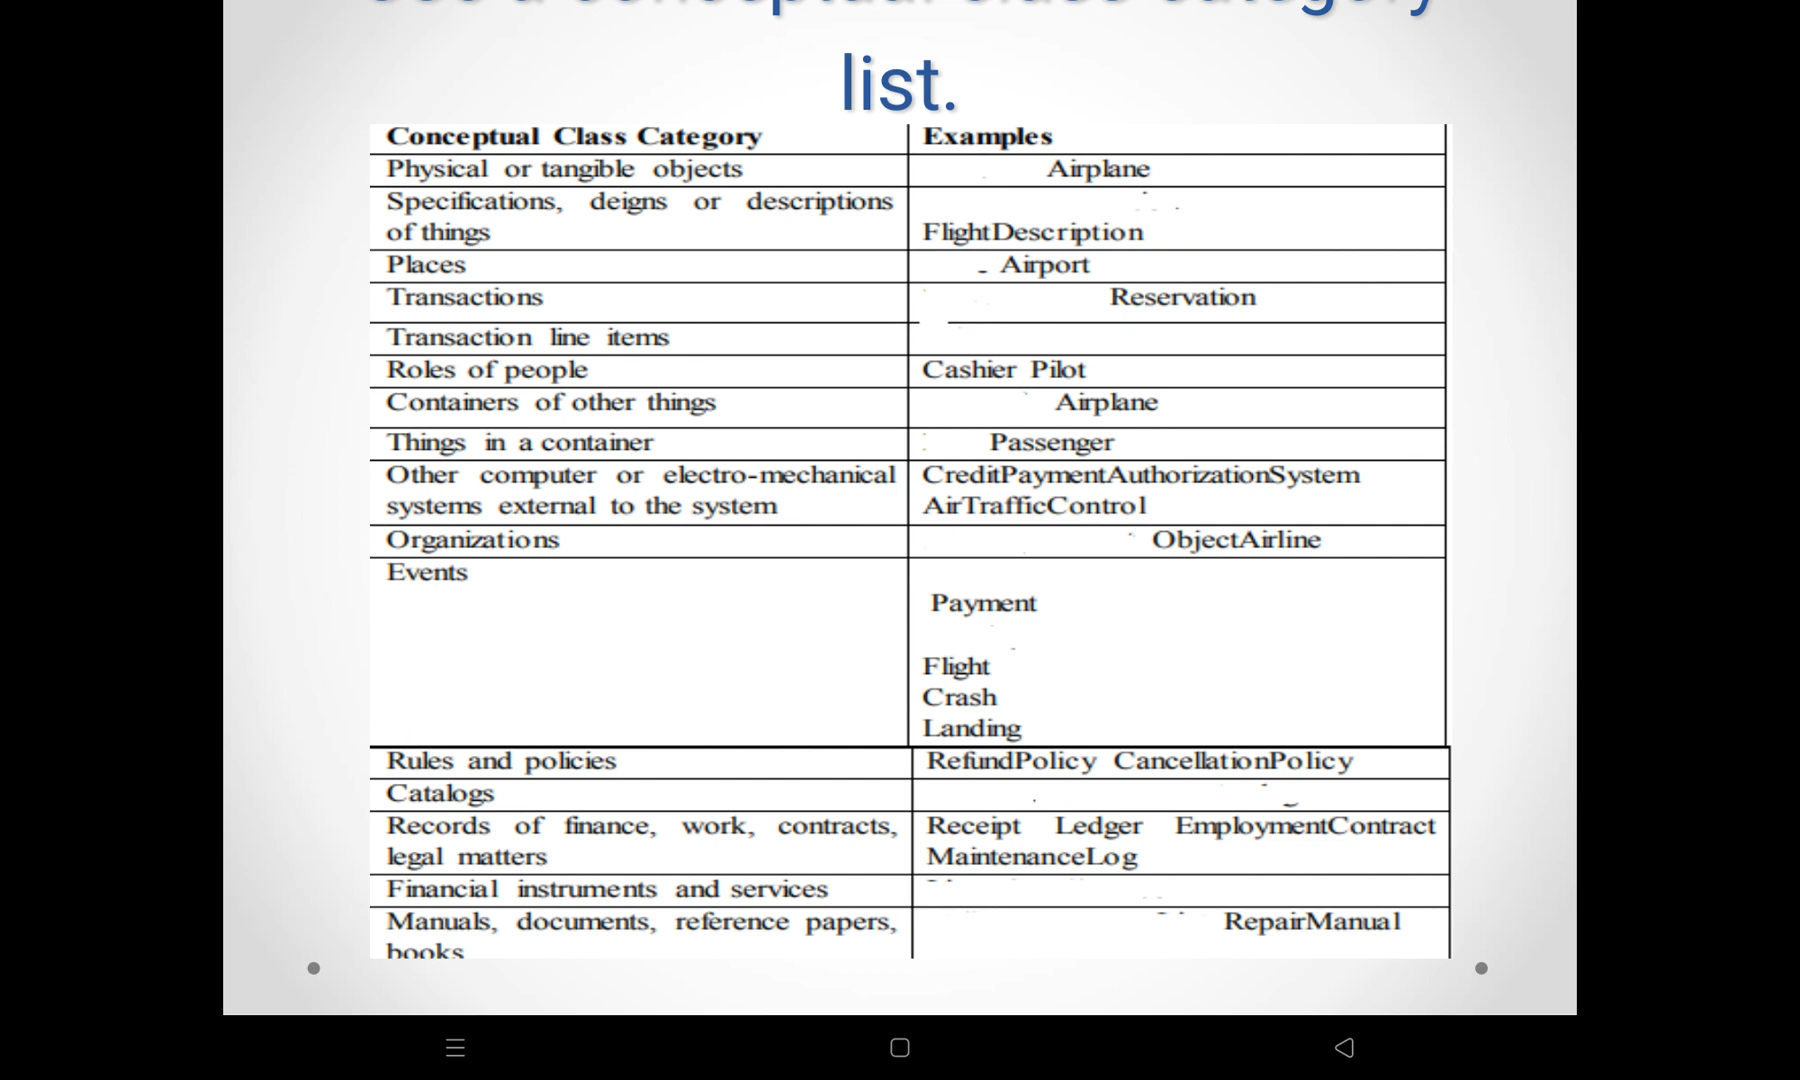 Use a conceptual class category
list.
Conceptual Class Category Examples
Physical or tangible objects Airplane
Specifications, deigns or descriptions
of things FlightDescription
Places Airport
Transactions Reservation
Transaction line items
Roles of people Cashier Pilot
Containers of other things Airplane
Things in a container Passenger
Other computer or electro-mechanical CreditPaymentAuthorizationSystem
systems external to the system AirTrafficControl
Organizations ObjectAirline
Events
Payment
Flight
Crash
Landing
Rules and policies RefundPolicy CancellationPolicy
Catalogs
Records of finance, work, contracts, Receipt Ledger EmploymentContract
legal matters MaintenanceLog
Financial instruments and services
Manuals, documents, reference papers, RepairManual
books